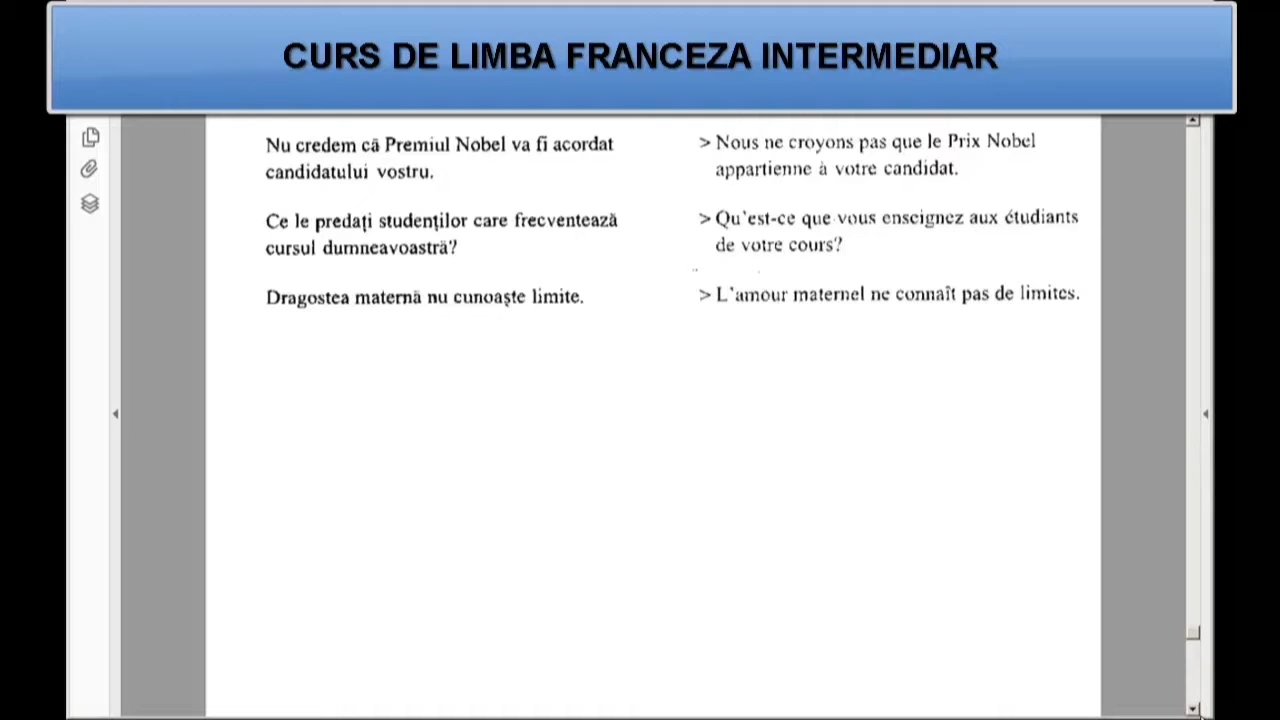 CURS DE LIMBA FRANCEZA INTERMEDIAR
Nu credem că Premiul Nobel va fi acordat
candidatului vostru.
> Nous ne croyons pas que le Prix Nobel
appartienne à votre candidat.
Ce le predați studenților care frecventează
cursul dumneavoastră?
> Qu'est-ce que vous enseignez aux étudiants
de votre cours?
Dragostea maternă nu cunoaște limite.
> L'amour maternel ne connaît pas de limites.